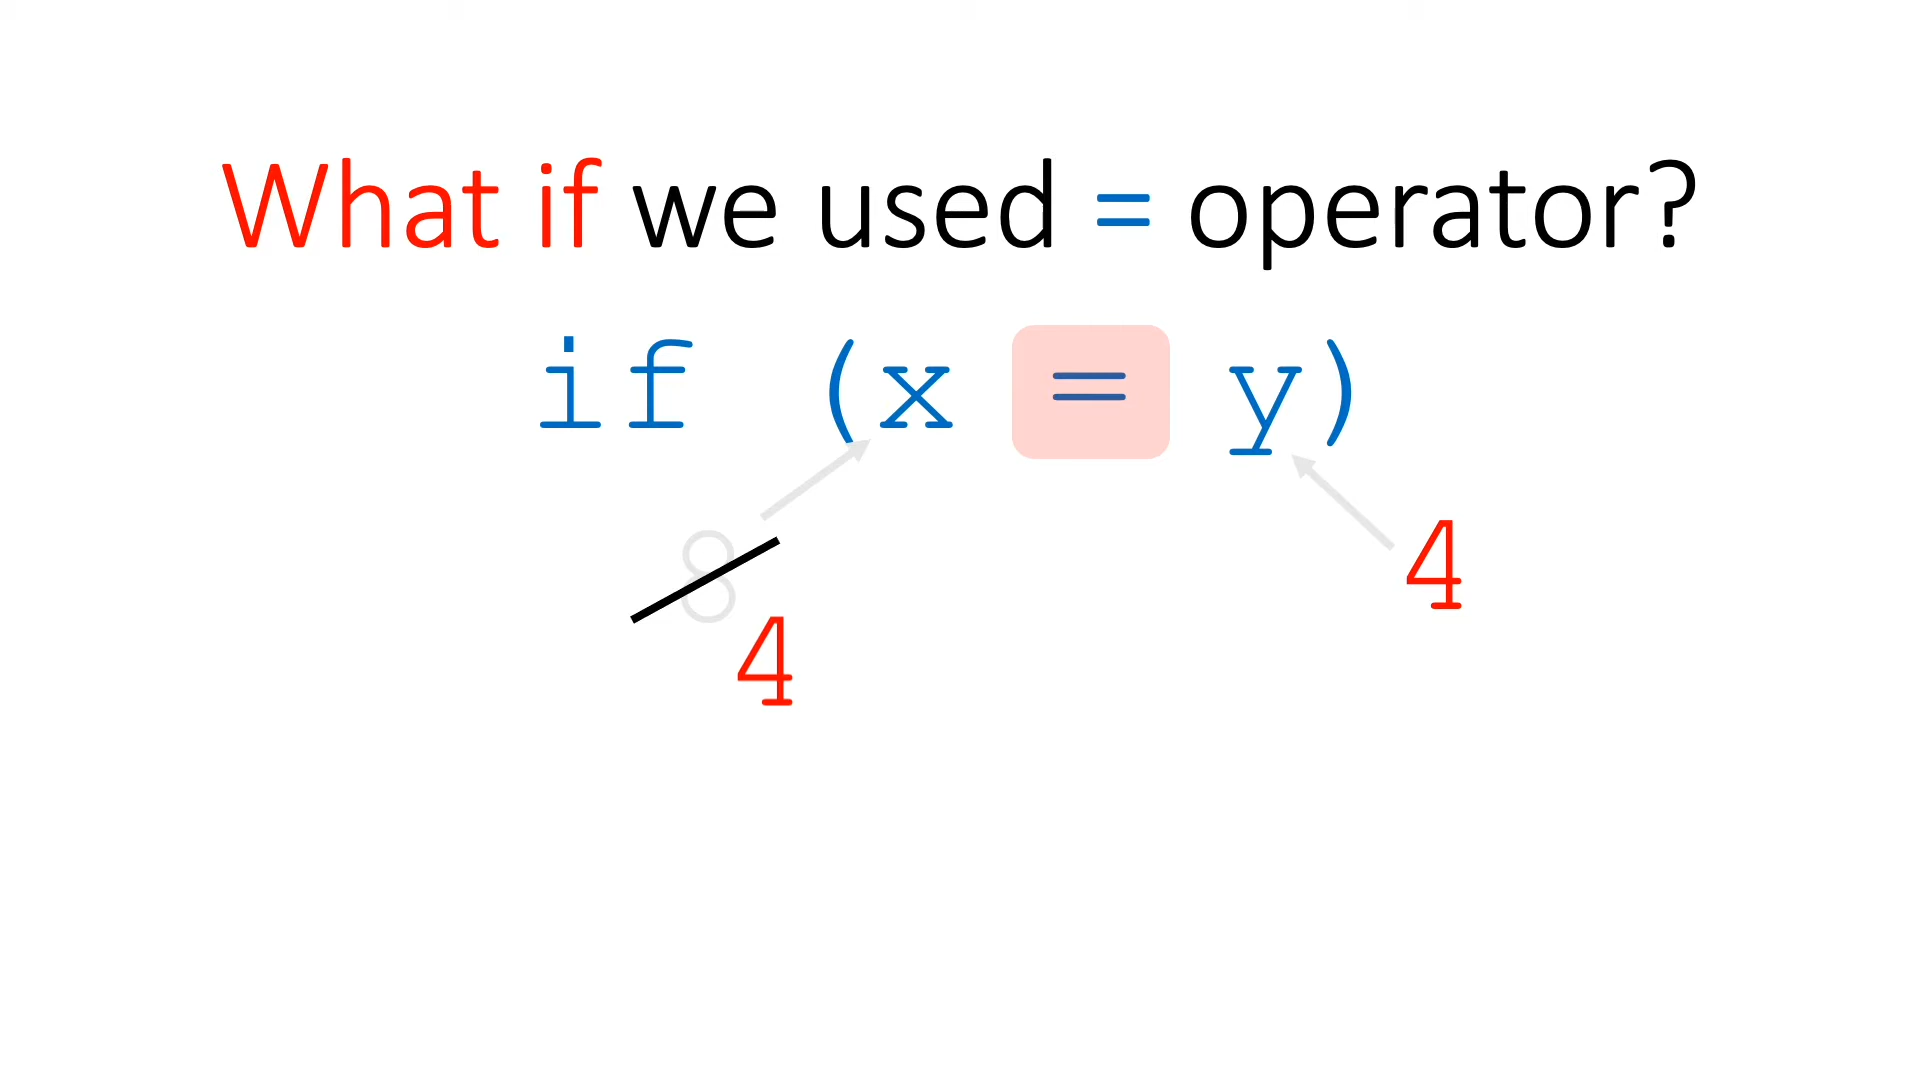 What if we used = operator?
if (x = y)
8 4
4